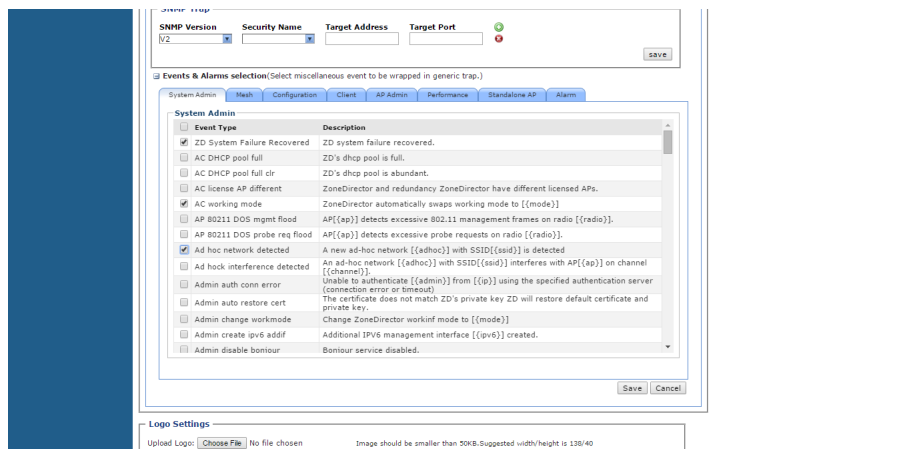 SNMP Trap
SNMP Version Security Name Target Address Target Port
V2
save
Events & Alarms selection(Select miscellaneous event to be wrapped in generic trap.)
System Admin Mesh Configuration Client AP Admin Performance Standalone AP Alarm
System Admin
Event Type Description
ZD System Failure Recovered ZD system failure recovered.
AC DHCP pool full ZD's dhcp pool is full.
AC DHCP pool full clr ZD's dhcp pool is abundant.
AC license AP different ZoneDirector and redundancy ZoneDirector have different licensed APs.
AC working mode ZoneDirector automatically swaps working mode to [{mode}]
AP 80211 DOS mgmt flood AP[{ap}] detects excessive 802.11 management frames on radio [{radio}].
AP 80211 DOS probe req flood AP[{ap}] detects excessive probe requests on radio [{radio}].
Ad hoc network detected A new ad-hoc network [{adhoc}] with SSID[{ssid}] is detected
Ad hock interference detected An ad-hoc network [{adhoc}] with SSID[{ssid}] interferes with AP[{ap}] on channel
[{channel}].
Admin auth conn error Unable to authenticate [{admin}] from [{ip}] using the specified authentication server
(connection error or timeout)
Admin auto restore cert The certificate does not match ZD's private key ZD will restore default certificate and
private key.
Admin change workmode Change ZoneDirector workinf mode to [{mode}]
Admin create ipv6 addif Additional IPV6 management interface [{ipv6}] created.
Admin disable bonjour Bonjour service disabled.
Save Cancel
Logo Settings
Upload Logo: Choose File No file chosen Image should be smaller than 50KB.Suggested width/height is 138/40